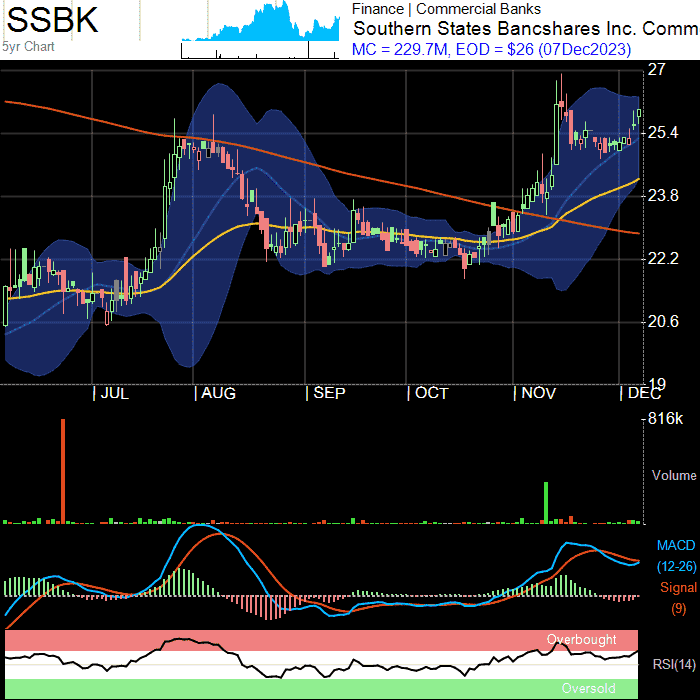 SSBK
5yr Chart
Finance | Commercial Banks
Southern States Bancshares Inc. Comm
MC = 229.7M, EOD = $26 (07Dec2023)
27
25.4
23.8
22.2
20.6
19
JUL AUG SEP OCT NOV DEC
816k
Volume
MACD
(12-26)
Signal
(9)
Overbought
RSI(14)
Oversold